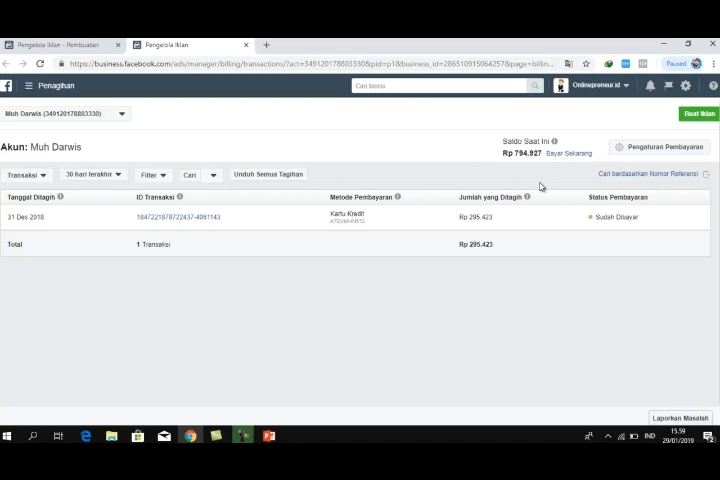 Pengelola Iklan - Pembuatan
Pengelola Iklan
https://business.facebook.com/ads/manager/billing/transactions/?act=349120178803330&pid=p1&business_id=286510915064257&page=billin...
Paused
Penagihan
Cari bisnis
Onlinepreneur.id
Muh Darwis (349120178803330)
Buat Iklan
Akun: Muh Darwis
Saldo Saat Ini
Rp 794.927 Bayar Sekarang
Pengaturan Pembayaran
Transaksi 30 hari terakhir Filter Cari Unduh Semua Tagihan
Cari berdasarkan Nomor Referensi
Tanggal Ditagih ID Transaksi Metode Pembayaran Jumlah yang Ditagih Status Pembayaran
31 Des 2018 1847221878722437-4061143 Kartu Kredit Rp 295.423 Sudah Dibayar
Total 1 Transaksi Rp 295.423
Laporkan Masalah
IND
15.59
29/01/2019